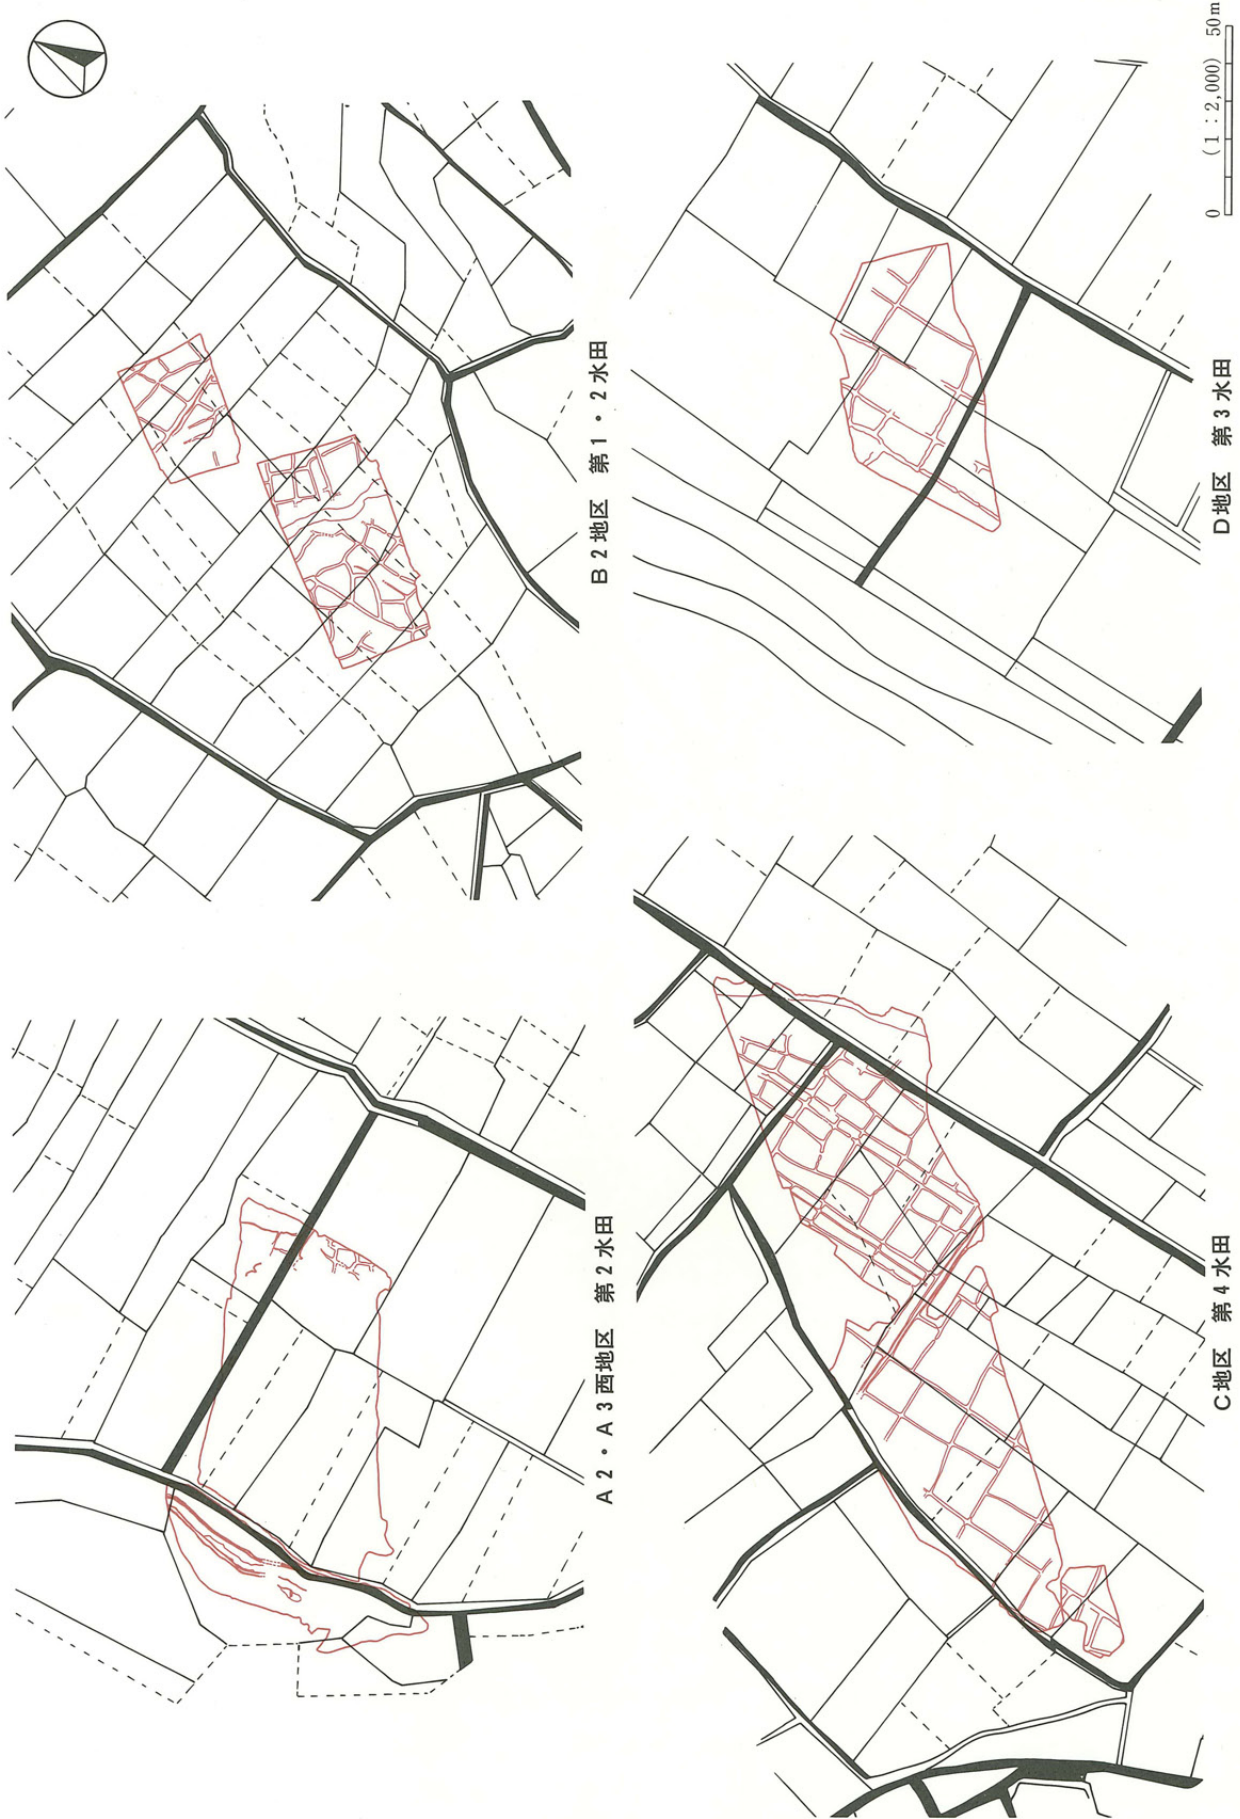 A2・A3西地区　第2水田
B2地区　第1・2水田
C地区　第4水田
D地区　第3水田
0　(1:2,000)　50m